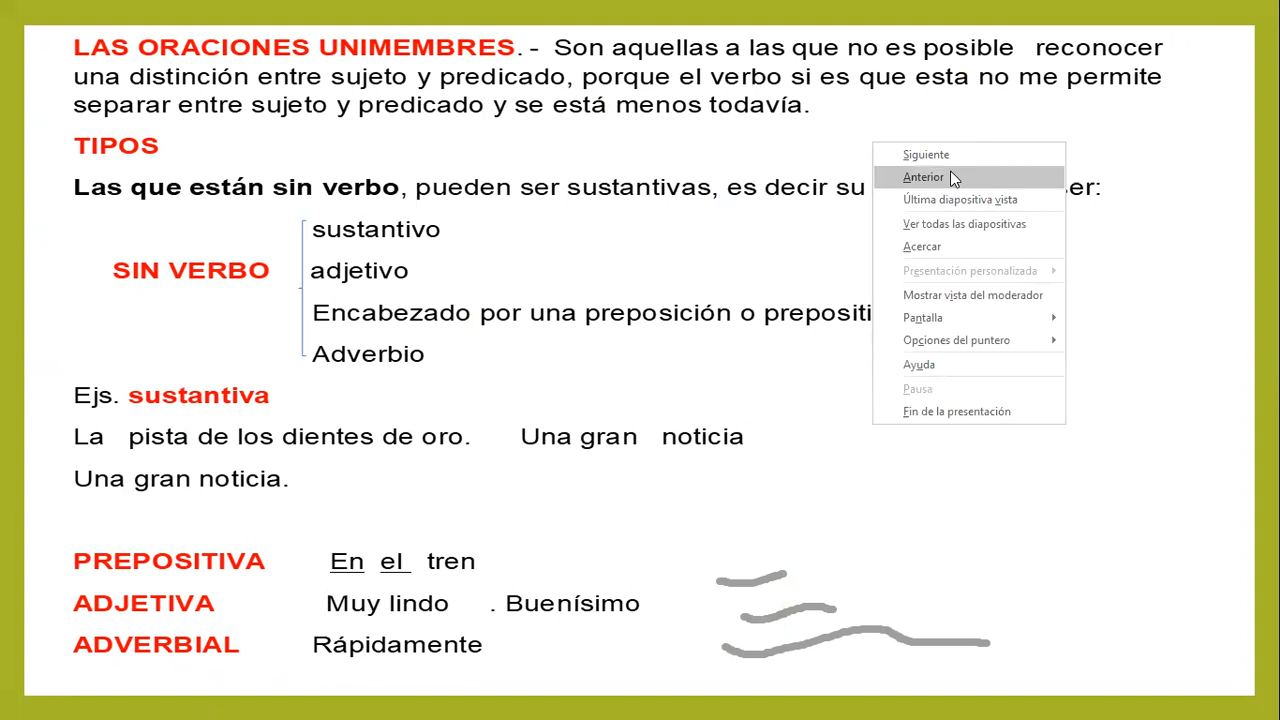 LAS ORACIONES UNIMEMBRES. - Son aquellas a las que no es posible reconocer
una distinción entre sujeto y predicado, porque el verbo si es que esta no me permite
separar entre sujeto y predicado y se está menos todavía.
TIPOS
Las que están sin verbo, pueden ser sustantivas, es decir su ser:
sustantivo
SIN VERBO adjetivo
Encabezado por una preposición o
Adverbio
Ejs. sustantiva
La pista de los dientes de oro. Una gran noticia
Una gran noticia.
PREPOSITIVA En el tren
ADJETIVA Muy lindo . Buenísimo
ADVERBIAL Rápidamente
Siguiente
Anterior
Última diapositiva vista
Ver todas las diapositivas
Acercar
Presentación personalizada
Mostrar vista del moderador
Pantalla
Opciones del puntero
Ayuda
Pausa
Fin de la presentación